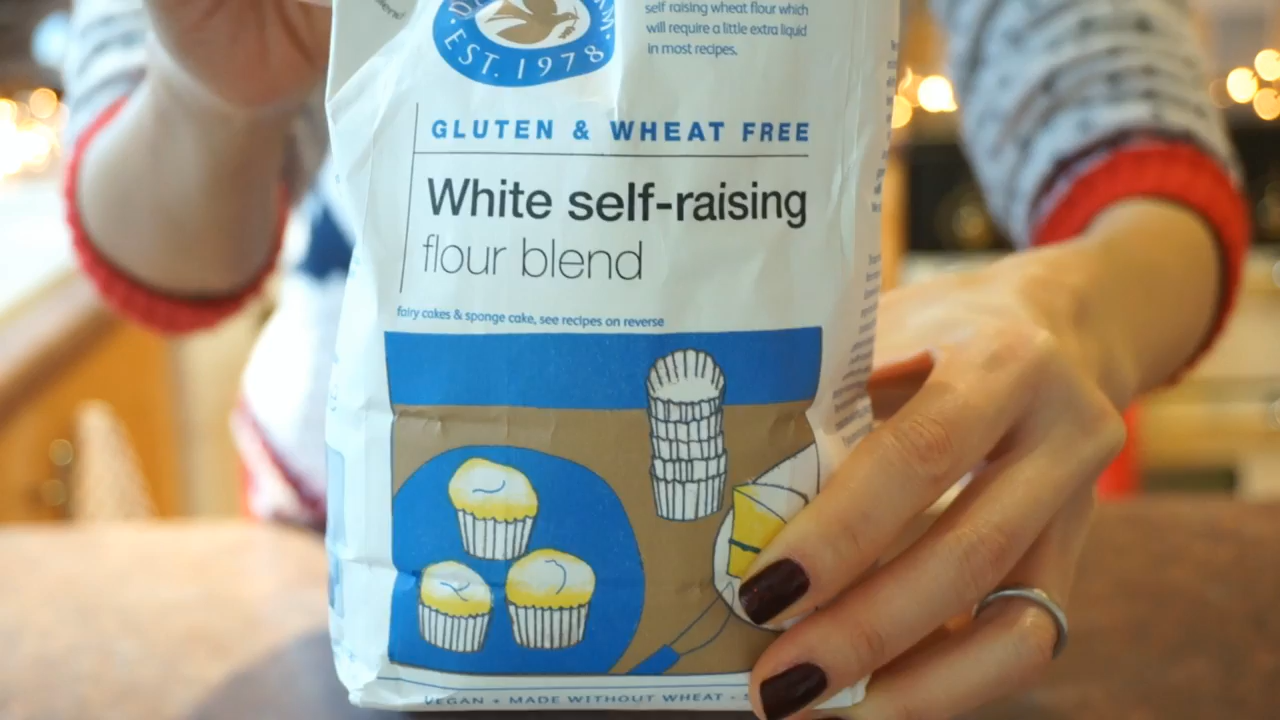 self raising wheat flour which
will require a little extra liquid
in most recipes.
EST. 1978
GLUTEN & WHEAT FREE
White self-raising
flour blend
fairy cakes & sponge cake, see recipes on reverse
VEGAN • MADE WITHOUT WHEAT -